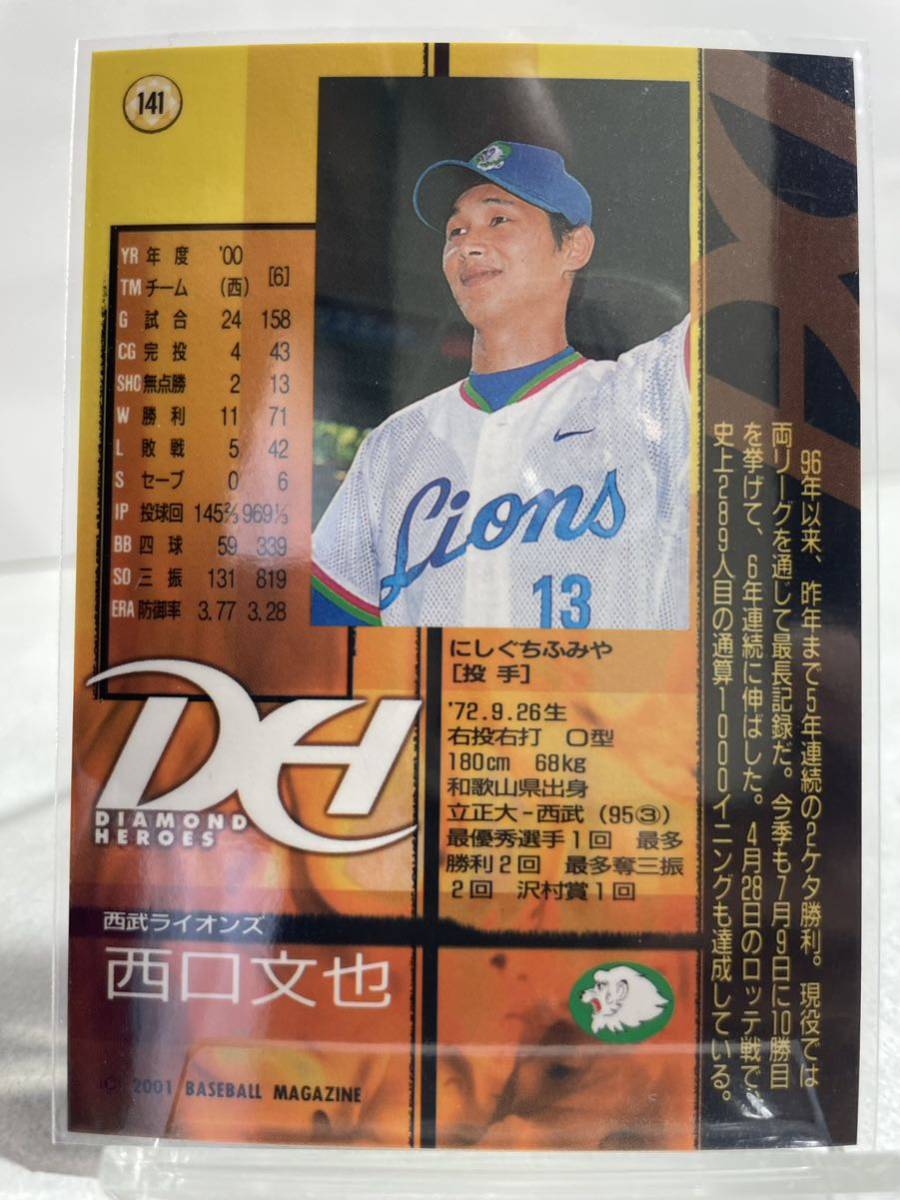 141
YR 年度 '00 [6]
TM チーム (西)
G 試合 24 158
CG 完投 4 43
SHO 無点勝 2 13
W 勝利 11 71
L 敗戦 5 42
S セーブ 0 6
IP 投球回 145⅔ 969⅓
BB 四球 59 339
SO 三振 131 819
ERA 防御率 3.77 3.28
Lions
13
にしぐちふみや
[投手]
'72.9.26生
右投右打 O型
180cm 68kg
和歌山県出身
立正大-西武 (95③)
最優秀選手1回 最多
勝利2回 最多奪三振
2回 沢村賞1回
96年以来、昨年まで5年連続の2ケタ勝利。現役では
両リーグを通じて最長記録だ。今季も7月9日に10勝目
を挙げて、6年連続に伸ばした。4月28日のロッテ戦で、
史上289人目の通算1000イニングも達成している。
DH
DIAMOND
HEROES
西武ライオンズ
西口文也
© 2001 BASEBALL MAGAZINE